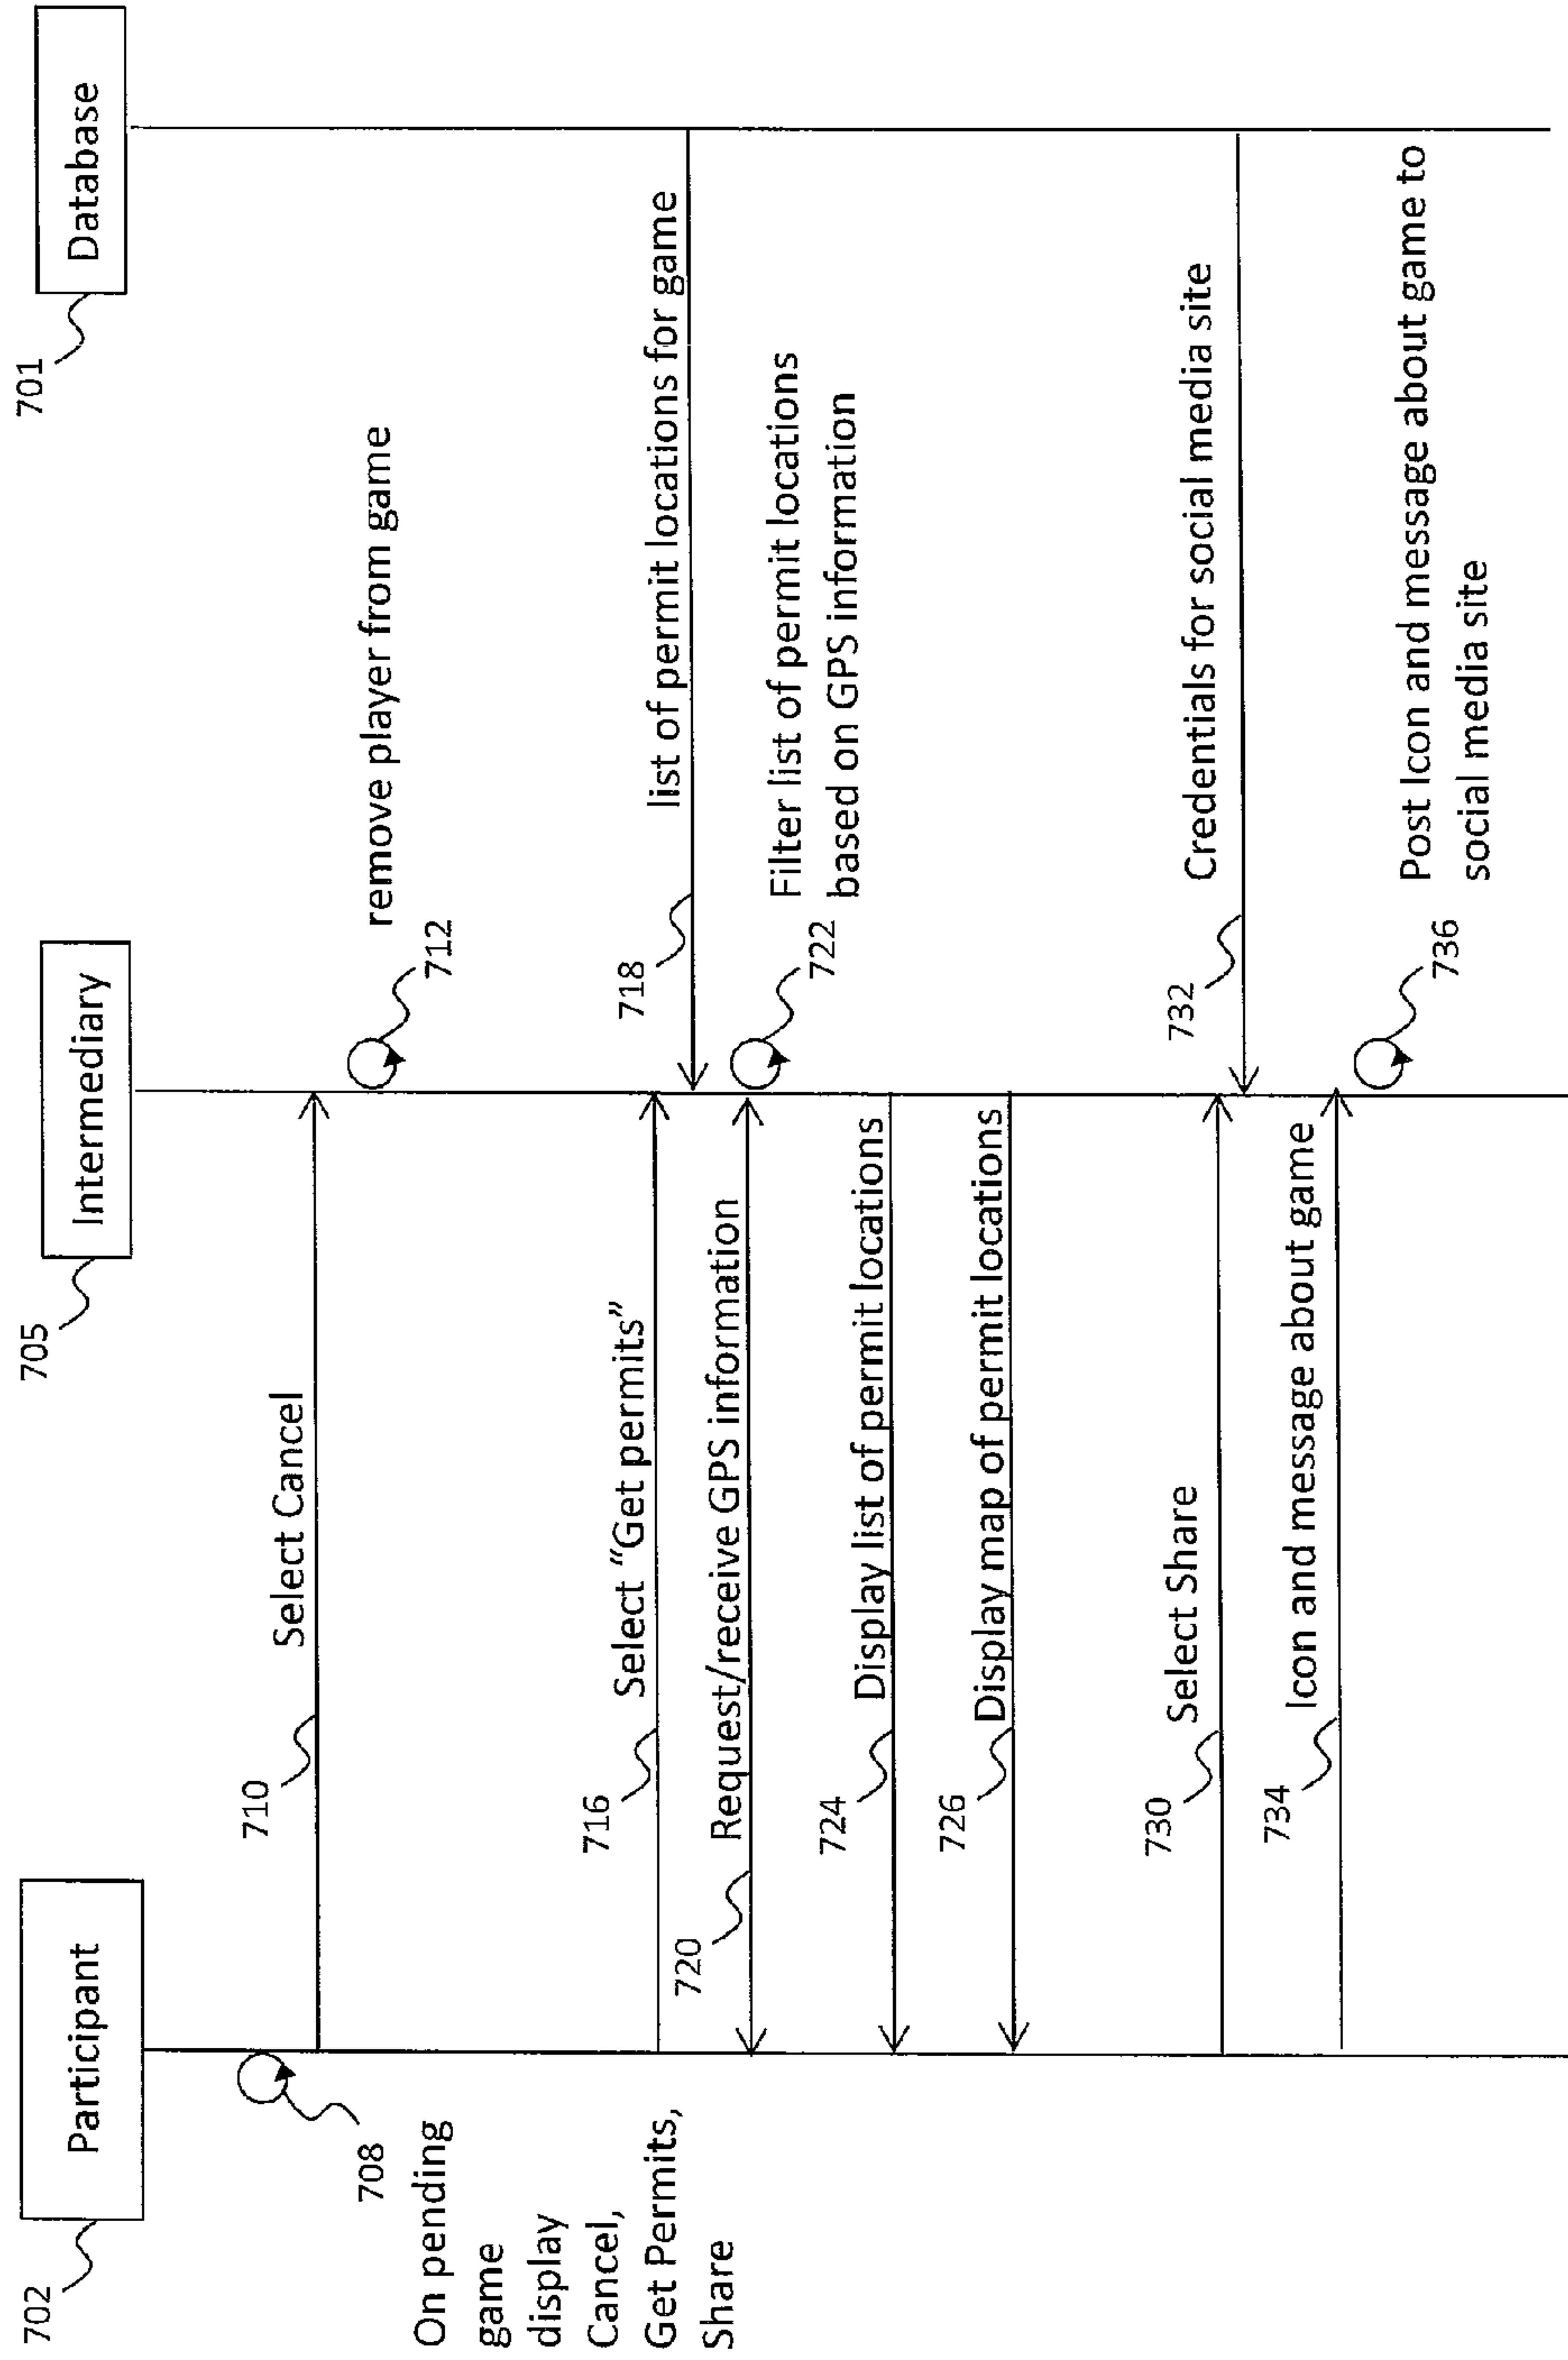 702
Participant
705
Intermediary
701
Database
708
On pending
game
display
Cancel,
Get Permits,
Share
710
Select Cancel
712
remove player from game
716
Select “Get permits”
718
list of permit locations for game
720
Request/receive GPS information
722
Filter list of permit locations
based on GPS information
724
Display list of permit locations
726
Display map of permit locations
730
Select Share
732
Credentials for social media site
734
Icon and message about game
736
Post Icon and message about game to
social media site